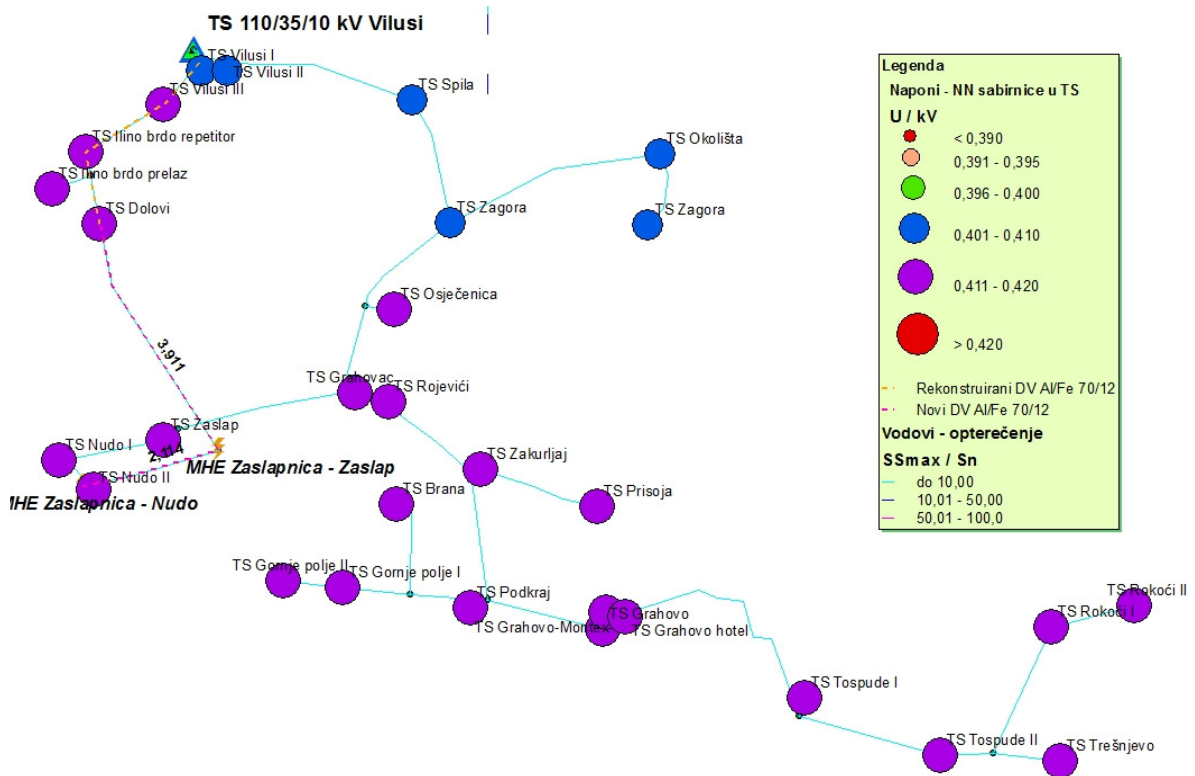 TS 110/35/10 kV Vilusi
TS Vilusi I
TS Vilusi II
TS Vilusi III
TS Spila
TS Ilino brdo repetitor
TS Okolišta
TS Ilino brdo prelaz
TS Dolovi
TS Zagora
TS Zagora
TS Osječenica
3,911
TS Grahovac
TS Rojevići
TS Zaslap
TS Nudo I
2,114
TS Nudo II
MHE Zaslapnica - Zaslap
MHE Zaslapnica - Nudo
TS Zakurljaj
TS Brana
TS Prisoja
TS Gornje polje II
TS Gornje polje I
TS Podkraj
TS Grahovo
TS Grahovo-Montex
TS Grahovo hotel
TS Rokoći II
TS Rokoći I
TS Tospude I
TS Tospude II
TS Trešnjevo
Legenda
Naponi - NN sabirnice u TS
U / kV
< 0,390
0,391 - 0,395
0,396 - 0,400
0,401 - 0,410
0,411 - 0,420
> 0,420
Rekonstruirani DV Al/Fe 70/12
Novi DV Al/Fe 70/12
Vodovi - opterečenje
SSmax / Sn
do 10,00
10,01 - 50,00
50,01 - 100,0